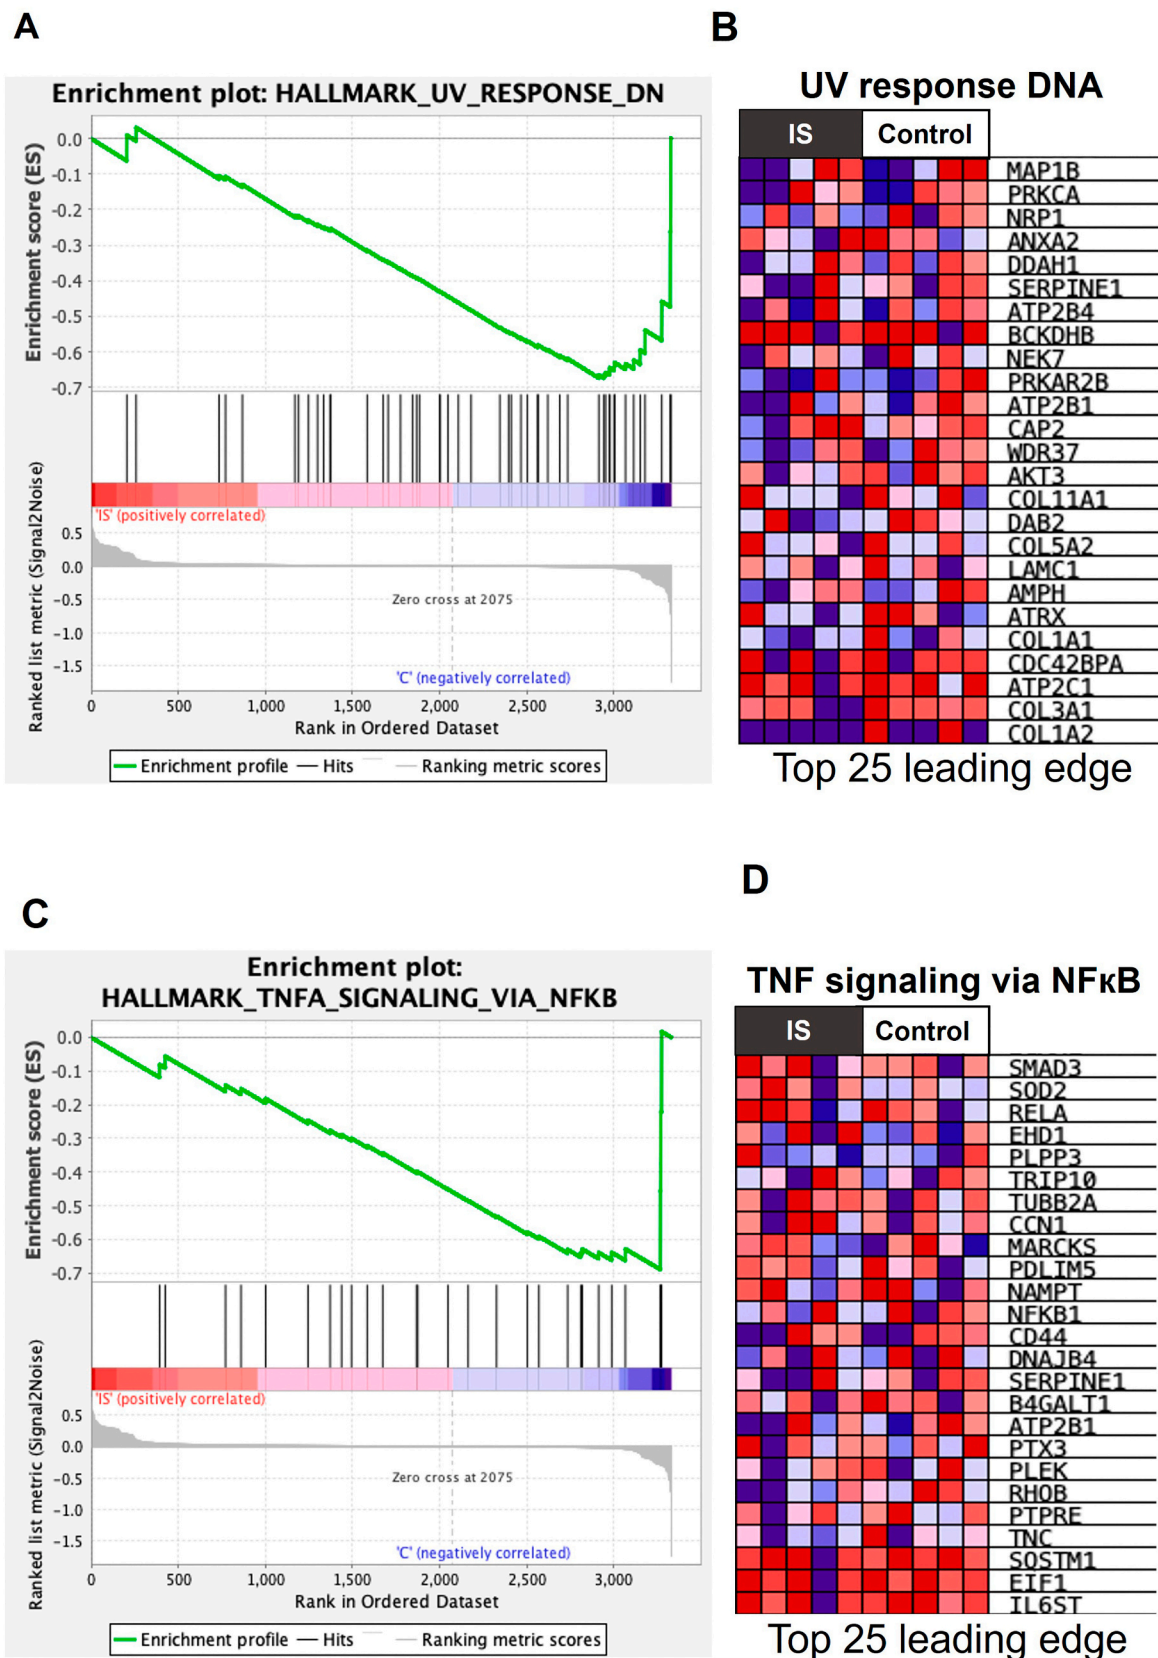 A
Enrichment plot: HALLMARK_UV_RESPONSE_DN
Enrichment score (ES)
0.0
-0.1
-0.2
-0.3
-0.4
-0.5
-0.6
-0.7
'IS' (positively correlated)
Ranked list metric (Signal2Noise)
0.5
0.0
-0.5
-1.0
-1.5
Zero cross at 2075
'C' (negatively correlated)
0 500 1,000 1,500 2,000 2,500 3,000
Rank in Ordered Dataset
Enrichment profile Hits Ranking metric scores
B
UV response DNA
IS Control
MAP1B
PRKCA
NRP1
ANXA2
DDAH1
SERPINE1
ATP2B4
BCKDHB
NEK7
PRKAR2B
ATP2B1
CAP2
WDR37
AKT3
COL11A1
DAB2
COL5A2
LAMC1
AMPH
ATRX
COL1A1
CDC42BPA
ATP2C1
COL3A1
COL1A2
Top 25 leading edge
C
Enrichment plot:
HALLMARK_TNFA_SIGNALING_VIA_NFKB
Enrichment score (ES)
0.0
-0.1
-0.2
-0.3
-0.4
-0.5
-0.6
-0.7
'IS' (positively correlated)
Ranked list metric (Signal2Noise)
0.5
0.0
-0.5
-1.0
-1.5
Zero cross at 2075
'C' (negatively correlated)
0 500 1,000 1,500 2,000 2,500 3,000
Rank in Ordered Dataset
Enrichment profile Hits Ranking metric scores
D
TNF signaling via NFκB
IS Control
SMAD3
SOD2
RELA
EHD1
PLPP3
TRIP10
TUBB2A
CCN1
MARCKS
PDLIM5
NAMPT
NFKB1
CD44
DNAJB4
SERPINE1
B4GALT1
ATP2B1
PTX3
PLEK
RHOB
PTPRE
TNC
SQSTM1
EIF1
IL6ST
Top 25 leading edge